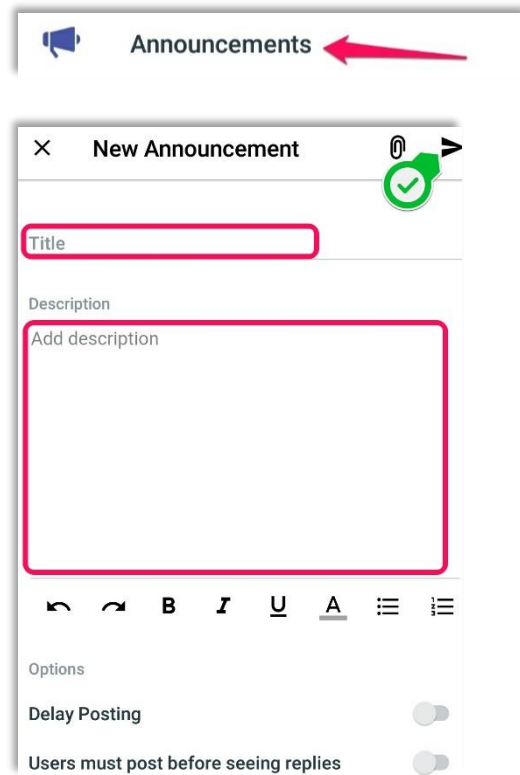 Announcements
New Announcement
Title
Description
Add description
B I U A
Options
Delay Posting
Users must post before seeing replies